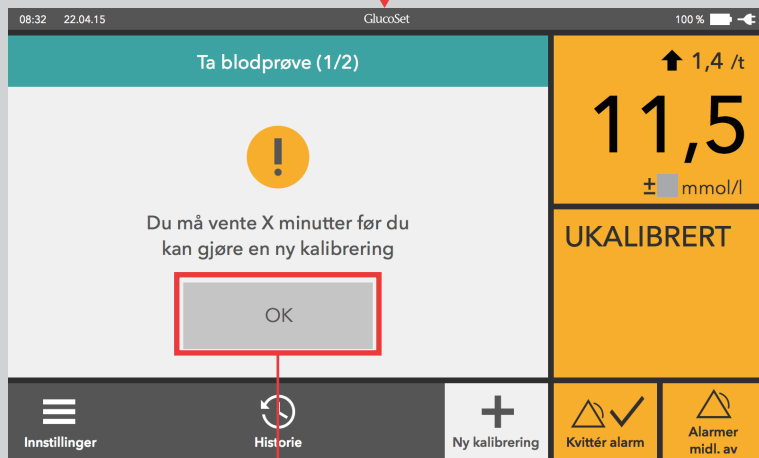 08:32 22.04.15 GlucoSet 100 %
Ta blodprøve (1/2)
Du må vente X minutter før du
kan gjøre en ny kalibrering
OK
1,4 /t
11,5
± mmol/l
UKALIBRERT
Innstillinger
Historie
Ny kalibrering
Kvittér alarm
Alarmer
midl. av